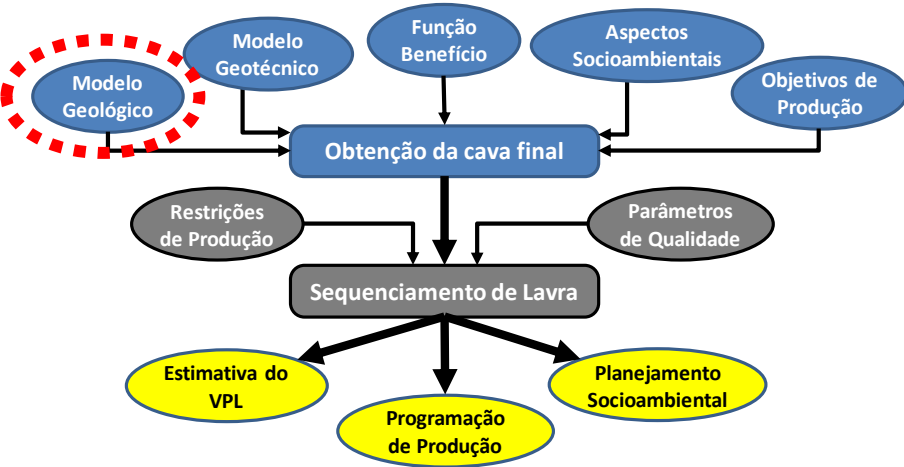 Modelo
Geológico
Modelo
Geotécnico
Função
Benefício
Aspectos
Socioambientais
Objetivos de
Produção
Obtenção da cava final
Restrições
de Produção
Parâmetros
de Qualidade
Sequenciamento de Lavra
Estimativa do
VPL
Programação
de Produção
Planejamento
Socioambiental